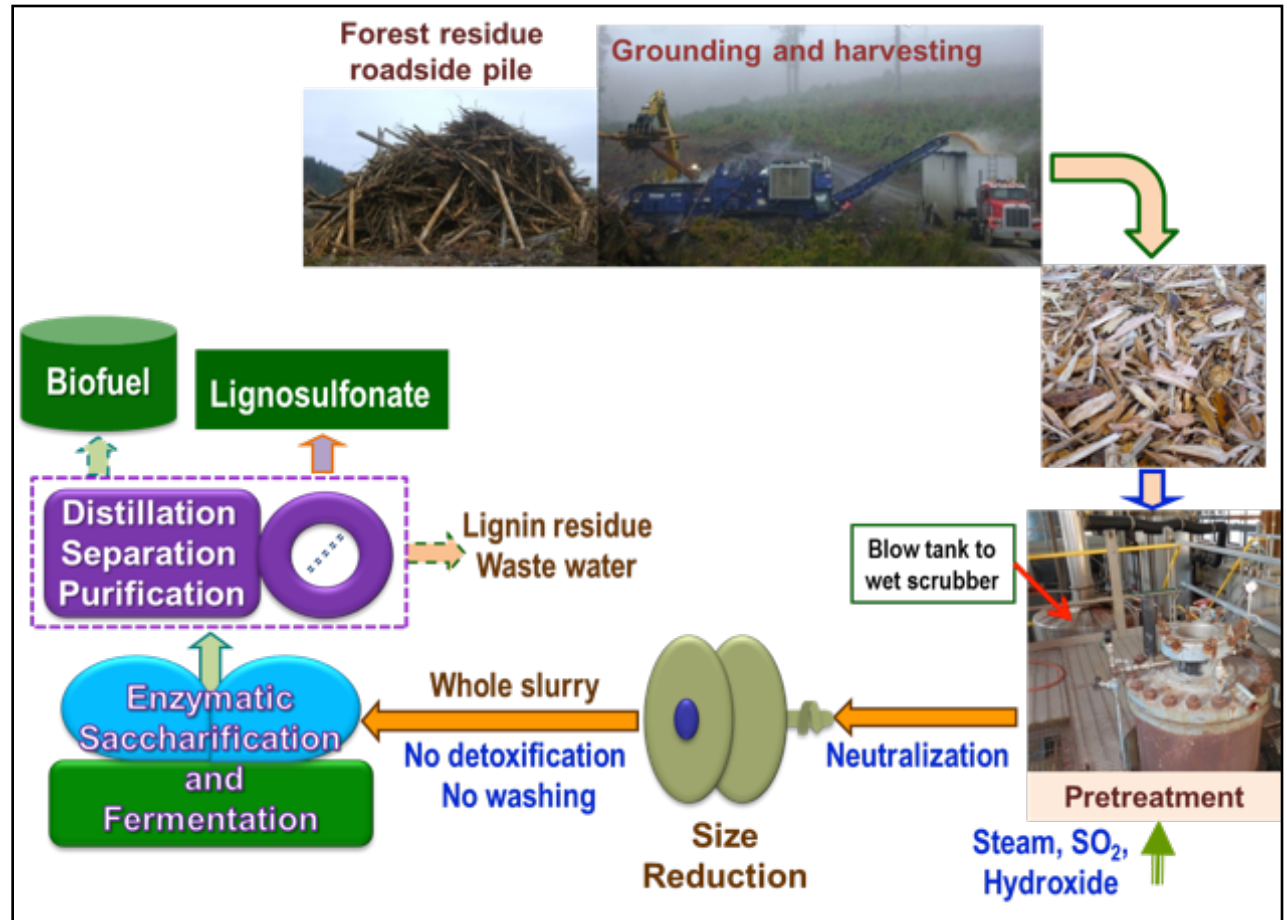 Forest residue
roadside pile
Grounding and harvesting
Biofuel
Lignosulfonate
Distillation
Separation
Purification
Lignin residue
Waste water
Blow tank to
wet scrubber
Enzymatic
Saccharification
and
Fermentation
Whole slurry
No detoxification
No washing
Size
Reduction
Neutralization
Pretreatment
Steam, SO₂,
Hydroxide